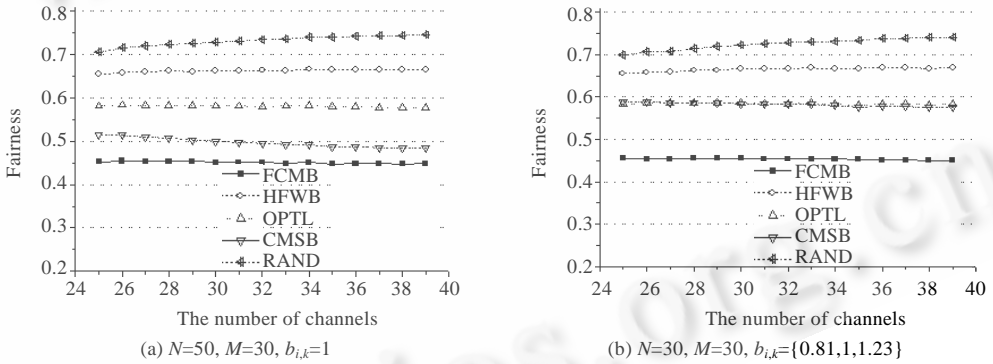 0.8
0.7
0.6
0.5
0.4
0.3
0.2
Fairness
FCMB
HFWB
OPTL
CMSB
RAND
24 26 28 30 32 34 36 38 40
The number of channels
(a) N=50, M=30, b_{i,k}=1
0.8
0.7
0.6
0.5
0.4
0.3
0.2
Fairness
FCMB
HFWB
OPTL
CMSB
RAND
24 26 28 30 32 34 36 38 40
The number of channels
(b) N=30, M=30, b_{i,k}={0.81,1,1.23}
es.org.cn